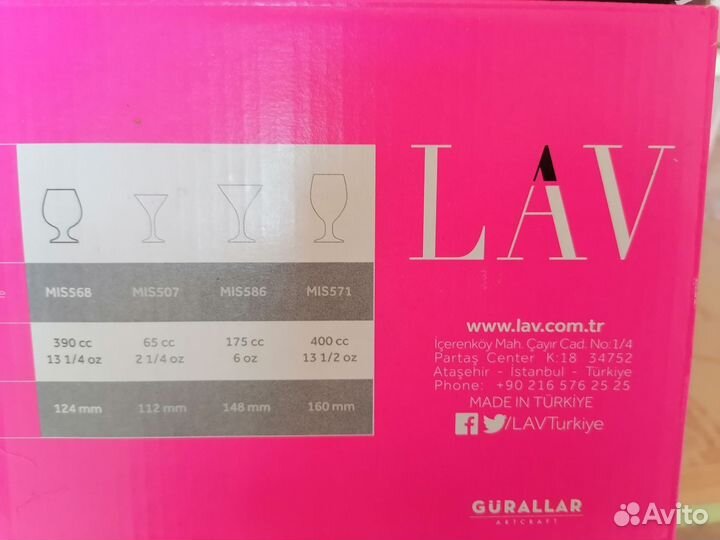 LAV
MIS568 MIS507 MIS586 MIS571
390 cc 65 cc 175 cc 400 cc
13 1/4 oz 2 1/4 oz 6 oz 13 1/2 oz
124 mm 112 mm 148 mm 160 mm
www.lav.com.tr
İçerenköy Mah. Çayır Cad. No:1/4
Partaş Center K:18 34752
Ataşehir - İstanbul - Türkiye
Phone: +90 216 576 25 25
MADE IN TÜRKİYE
/LAVTurkiye
GÜRALLAR
ARTCRAFT
Avito